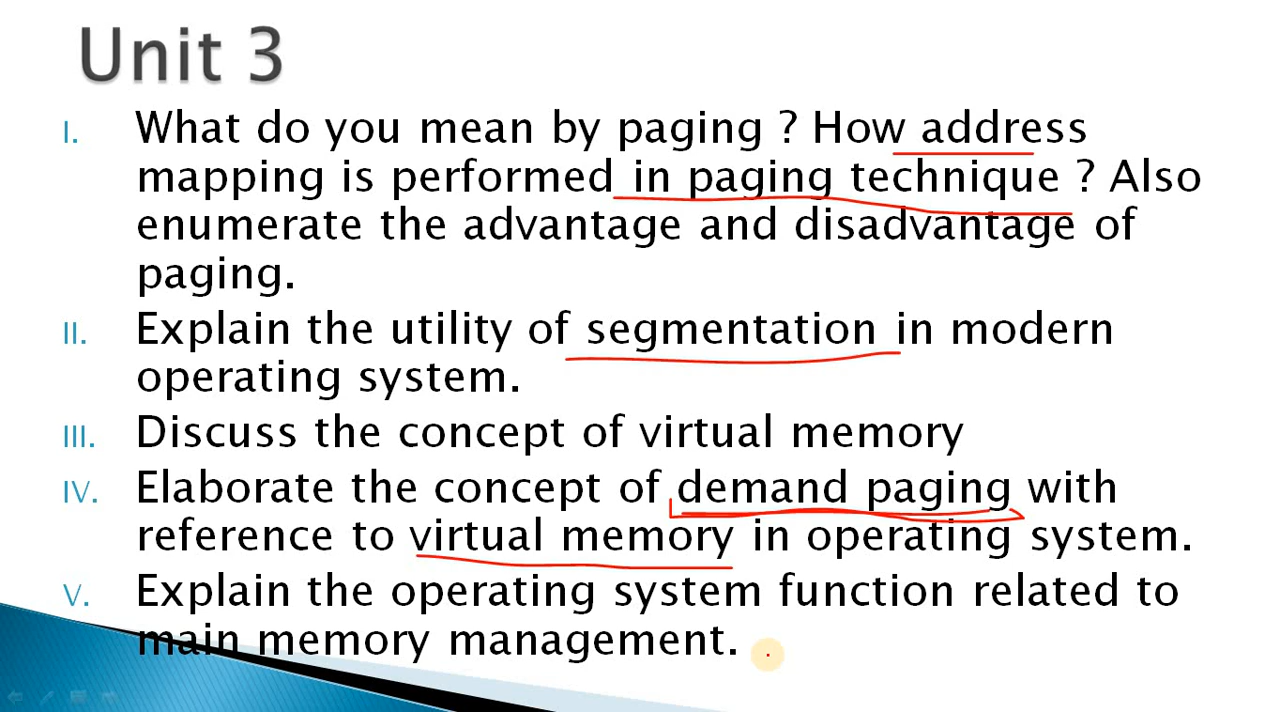 Unit 3
I. What do you mean by paging ? How address
mapping is performed in paging technique ? Also
enumerate the advantage and disadvantage of
paging.
II. Explain the utility of segmentation in modern
operating system.
III. Discuss the concept of virtual memory
IV. Elaborate the concept of demand paging with
reference to virtual memory in operating system.
V. Explain the operating system function related to
main memory management.